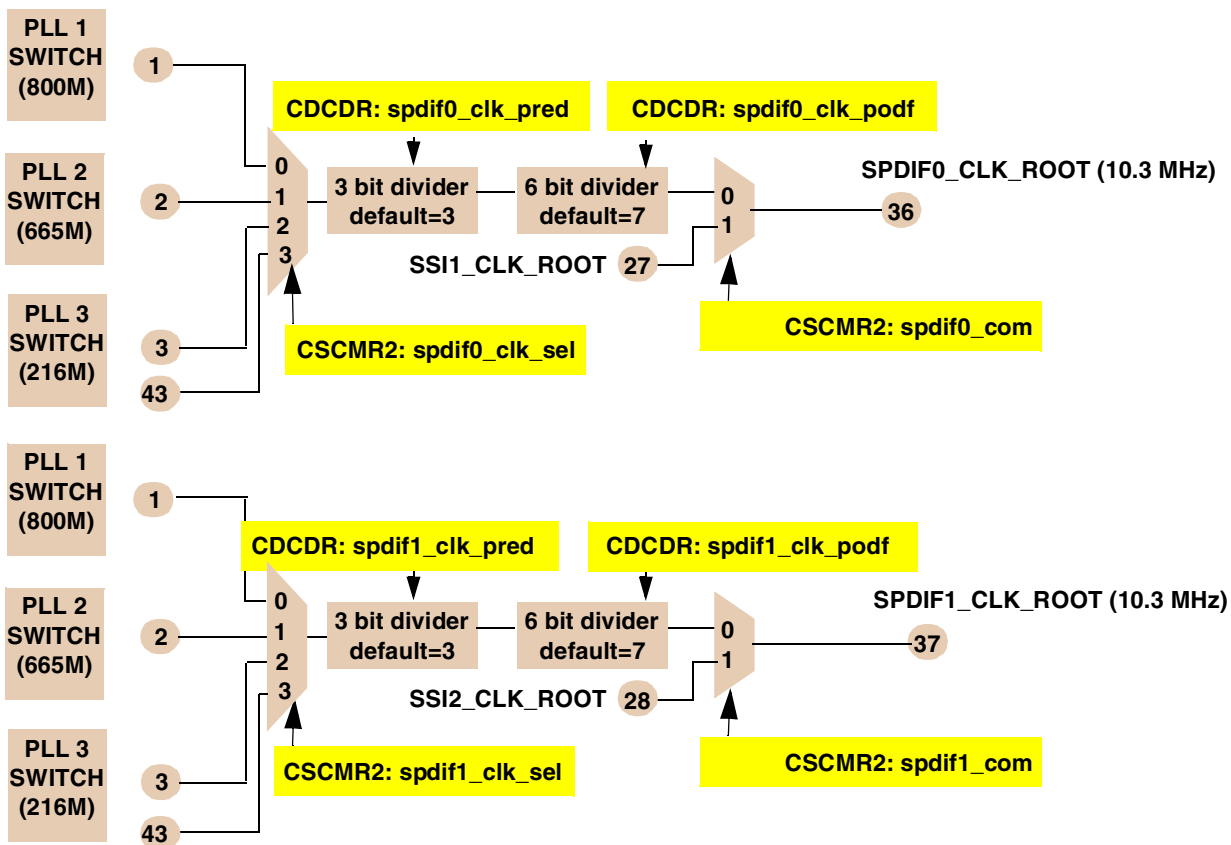 PLL 1
SWITCH
(800M)
1
CDCDR: spdif0_clk_pred
CDCDR: spdif0_clk_podf
PLL 2
SWITCH
(665M)
2
0
1
2
3
3 bit divider
default=3
6 bit divider
default=7
0
1
SPDIF0_CLK_ROOT (10.3 MHz)
36
SSI1_CLK_ROOT
27
PLL 3
SWITCH
(216M)
3
43
CSCMR2: spdif0_clk_sel
CSCMR2: spdif0_com
PLL 1
SWITCH
(800M)
1
CDCDR: spdif1_clk_pred
CDCDR: spdif1_clk_podf
PLL 2
SWITCH
(665M)
2
0
1
2
3
3 bit divider
default=3
6 bit divider
default=7
0
1
SPDIF1_CLK_ROOT (10.3 MHz)
37
SSI2_CLK_ROOT
28
PLL 3
SWITCH
(216M)
3
43
CSCMR2: spdif1_clk_sel
CSCMR2: spdif1_com